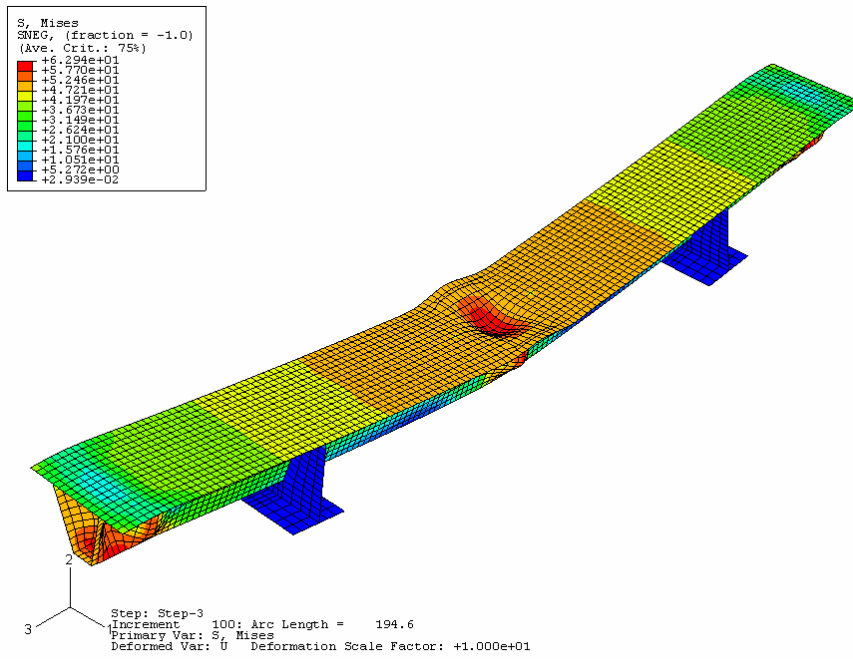 S, Mises
SNEG, (fraction = -1.0)
(Ave. Crit.: 75%)
+6.294e+01
+5.770e+01
+5.246e+01
+4.721e+01
+4.197e+01
+3.673e+01
+3.149e+01
+2.624e+01
+2.100e+01
+1.576e+01
+1.051e+01
+5.272e+00
+2.939e-02
2
3
1
Step: Step-3
Increment 100: Arc Length = 194.6
Primary Var: S, Mises
Deformed Var: U Deformation Scale Factor: +1.000e+01